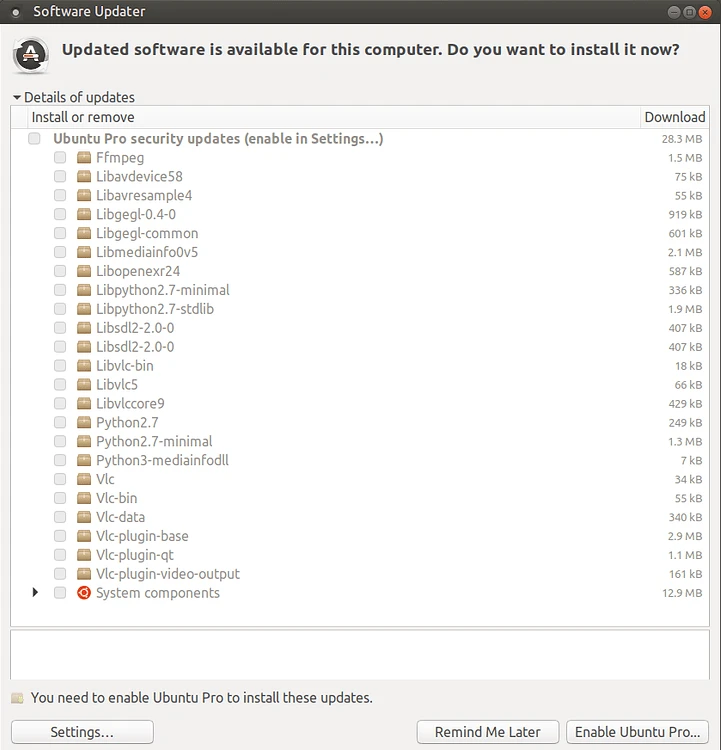 Software Updater
Updated software is available for this computer. Do you want to install it now?
Details of updates
Install or remove Download
Ubuntu Pro security updates (enable in Settings...) 28.3 MB
Ffmpeg 1.5 MB
Libavdevice58 75 kB
Libavresample4 55 kB
Libgegl-0.4-0 919 kB
Libgegl-common 601 kB
Libmediainfo0v5 2.1 MB
Libopenexr24 587 kB
Libpython2.7-minimal 336 kB
Libpython2.7-stdlib 1.9 MB
Libsdl2-2.0-0 407 kB
Libsdl2-2.0-0 407 kB
Libvlc-bin 18 kB
Libvlc5 66 kB
Libvlccore9 429 kB
Python2.7 249 kB
Python2.7-minimal 1.3 MB
Python3-mediainfodll 7 kB
Vlc 34 kB
Vlc-bin 55 kB
Vlc-data 340 kB
Vlc-plugin-base 2.9 MB
Vlc-plugin-qt 1.1 MB
Vlc-plugin-video-output 161 kB
System components 12.9 MB
You need to enable Ubuntu Pro to install these updates.
Settings... Remind Me Later Enable Ubuntu Pro...